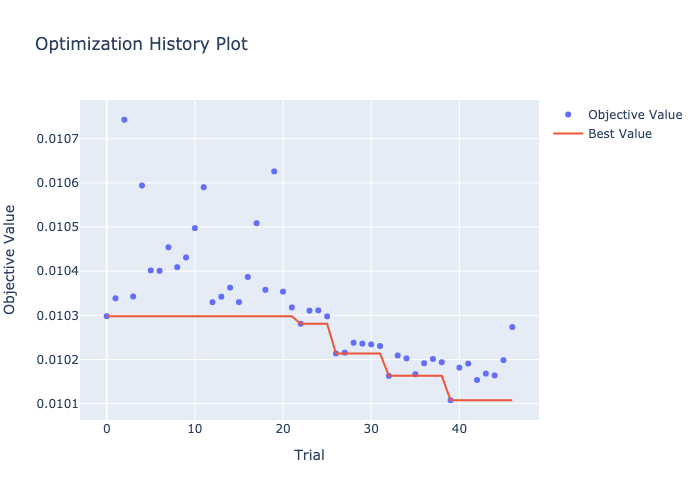 Optimization History Plot
Objective Value
Best Value
0.0107
0.0106
0.0105
0.0104
0.0103
0.0102
0.0101
Objective Value
0 10 20 30 40
Trial